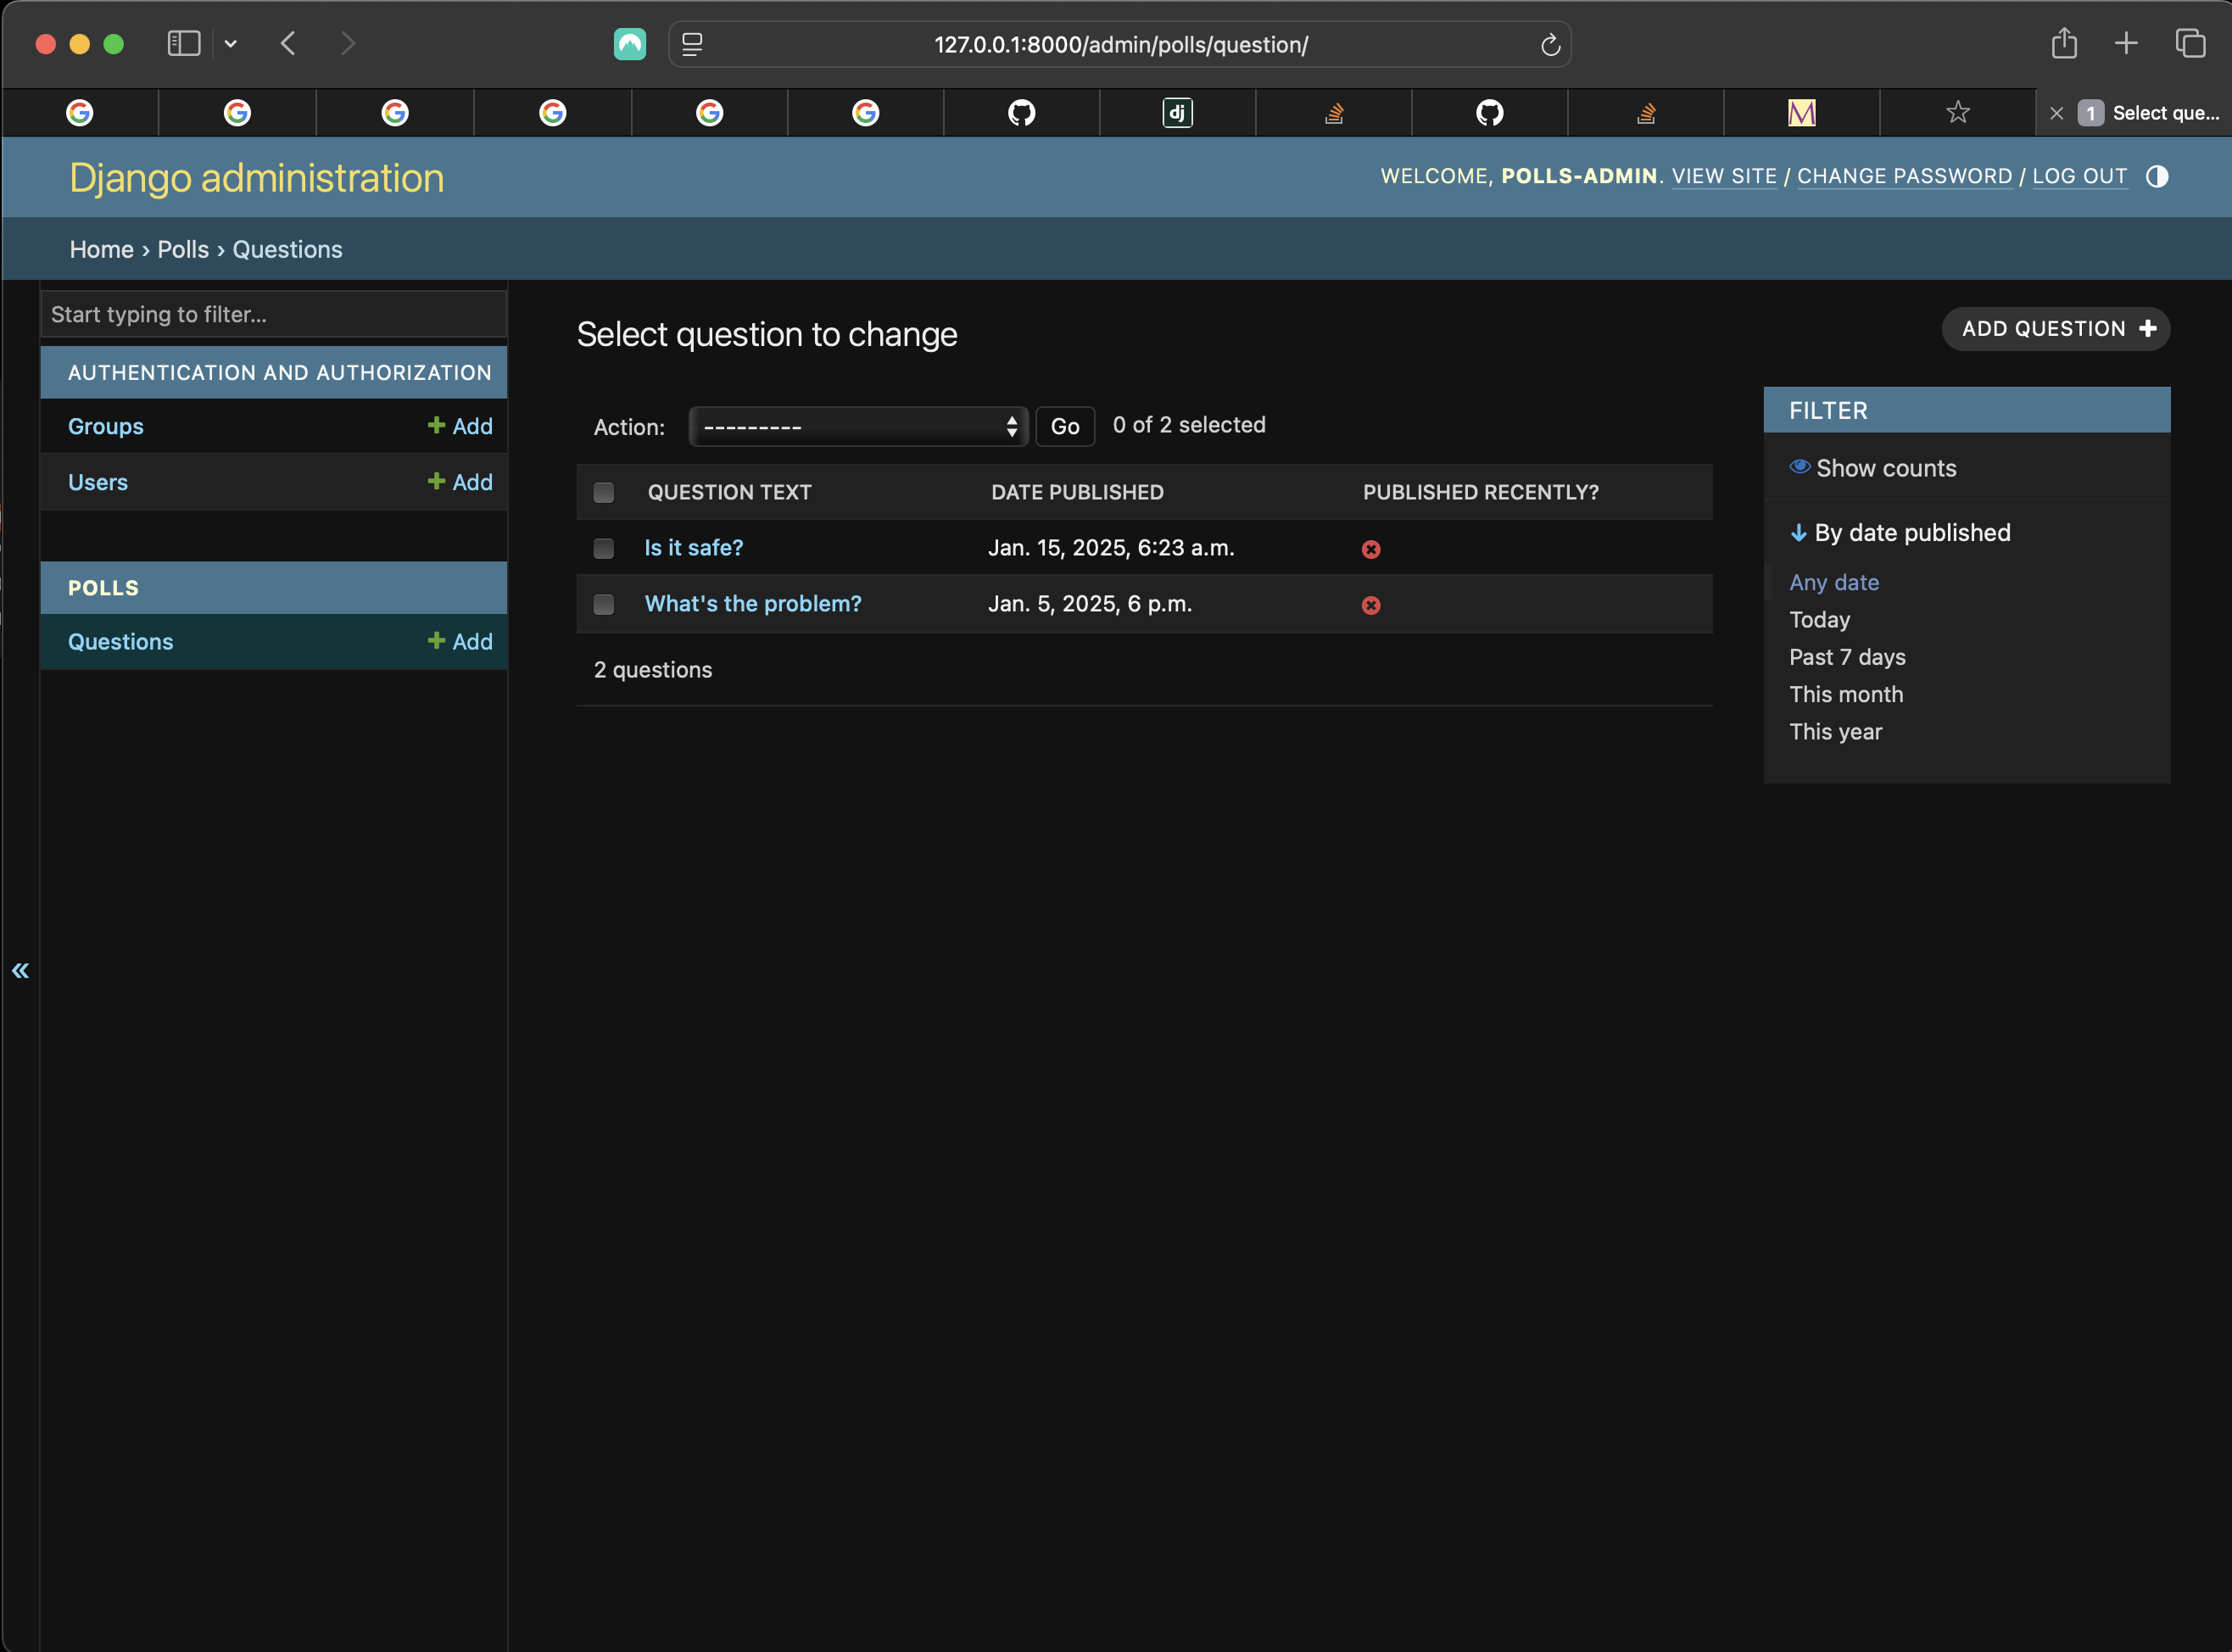 127.0.0.1:8000/admin/polls/question/
dj
M
1 Select que...
Django administration
WELCOME, POLLS-ADMIN. VIEW SITE / CHANGE PASSWORD / LOG OUT
Home › Polls › Questions
Start typing to filter...
AUTHENTICATION AND AUTHORIZATION
Groups + Add
Users + Add
POLLS
Questions + Add
«
Select question to change
ADD QUESTION +
Action: --------- Go 0 of 2 selected
QUESTION TEXT DATE PUBLISHED PUBLISHED RECENTLY?
Is it safe? Jan. 15, 2025, 6:23 a.m.
What's the problem? Jan. 5, 2025, 6 p.m.
2 questions
FILTER
Show counts
↓ By date published
Any date
Today
Past 7 days
This month
This year